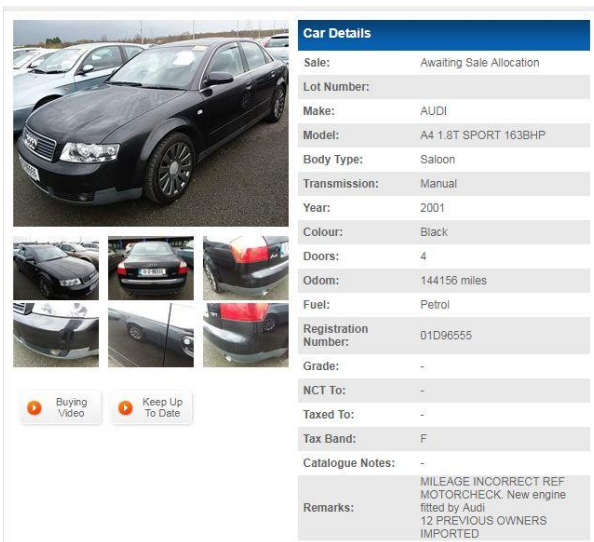 Car Details
Sale: Awaiting Sale Allocation
Lot Number:
Make: AUDI
Model: A4 1.8T SPORT 163BHP
Body Type: Saloon
Transmission: Manual
Year: 2001
Colour: Black
Doors: 4
Odom: 144156 miles
Fuel: Petrol
Registration
Number: 01D96555
Grade: -
NCT To: -
Taxed To: -
Tax Band: F
Catalogue Notes: -
Remarks: MILEAGE INCORRECT REF
MOTORCHECK. New engine
fitted by Audi
12 PREVIOUS OWNERS
IMPORTED
Buying
Video
Keep Up
To Date